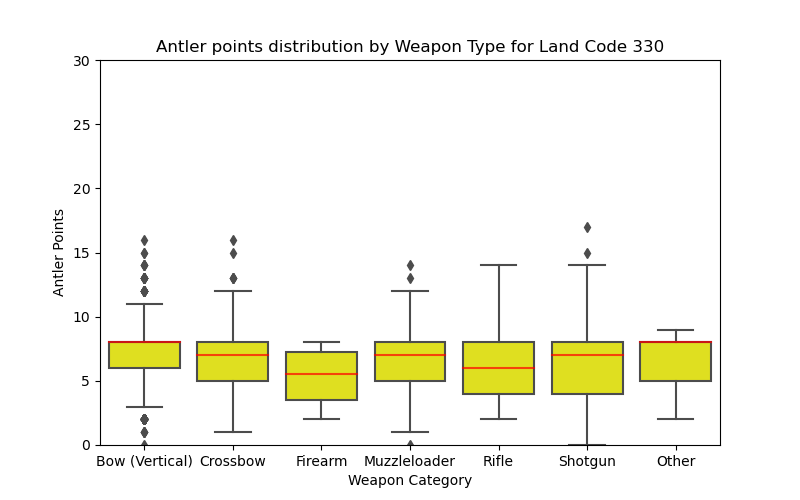 Antler points distribution by Weapon Type for Land Code 330
30
25
20
15
10
5
0
Antler Points
Bow (Vertical) Crossbow Firearm Muzzleloader Rifle Shotgun Other
Weapon Category